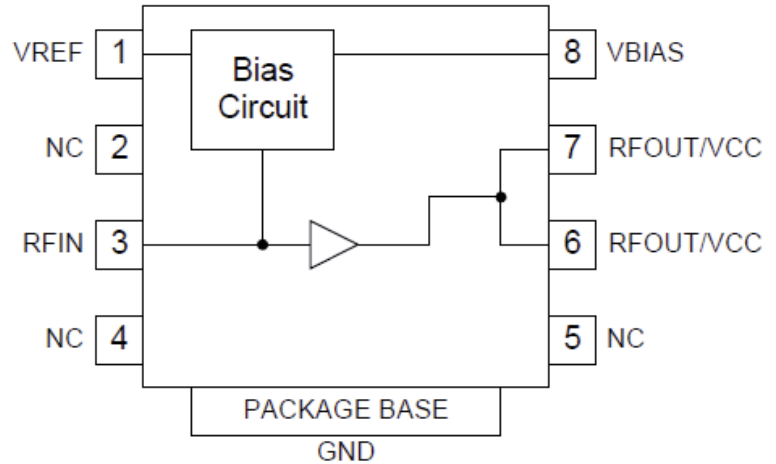 VREF 1 Bias Circuit 8 VBIAS
NC 2 7 RFOUT/VCC
RFIN 3 6 RFOUT/VCC
NC 4 5 NC
PACKAGE BASE
GND